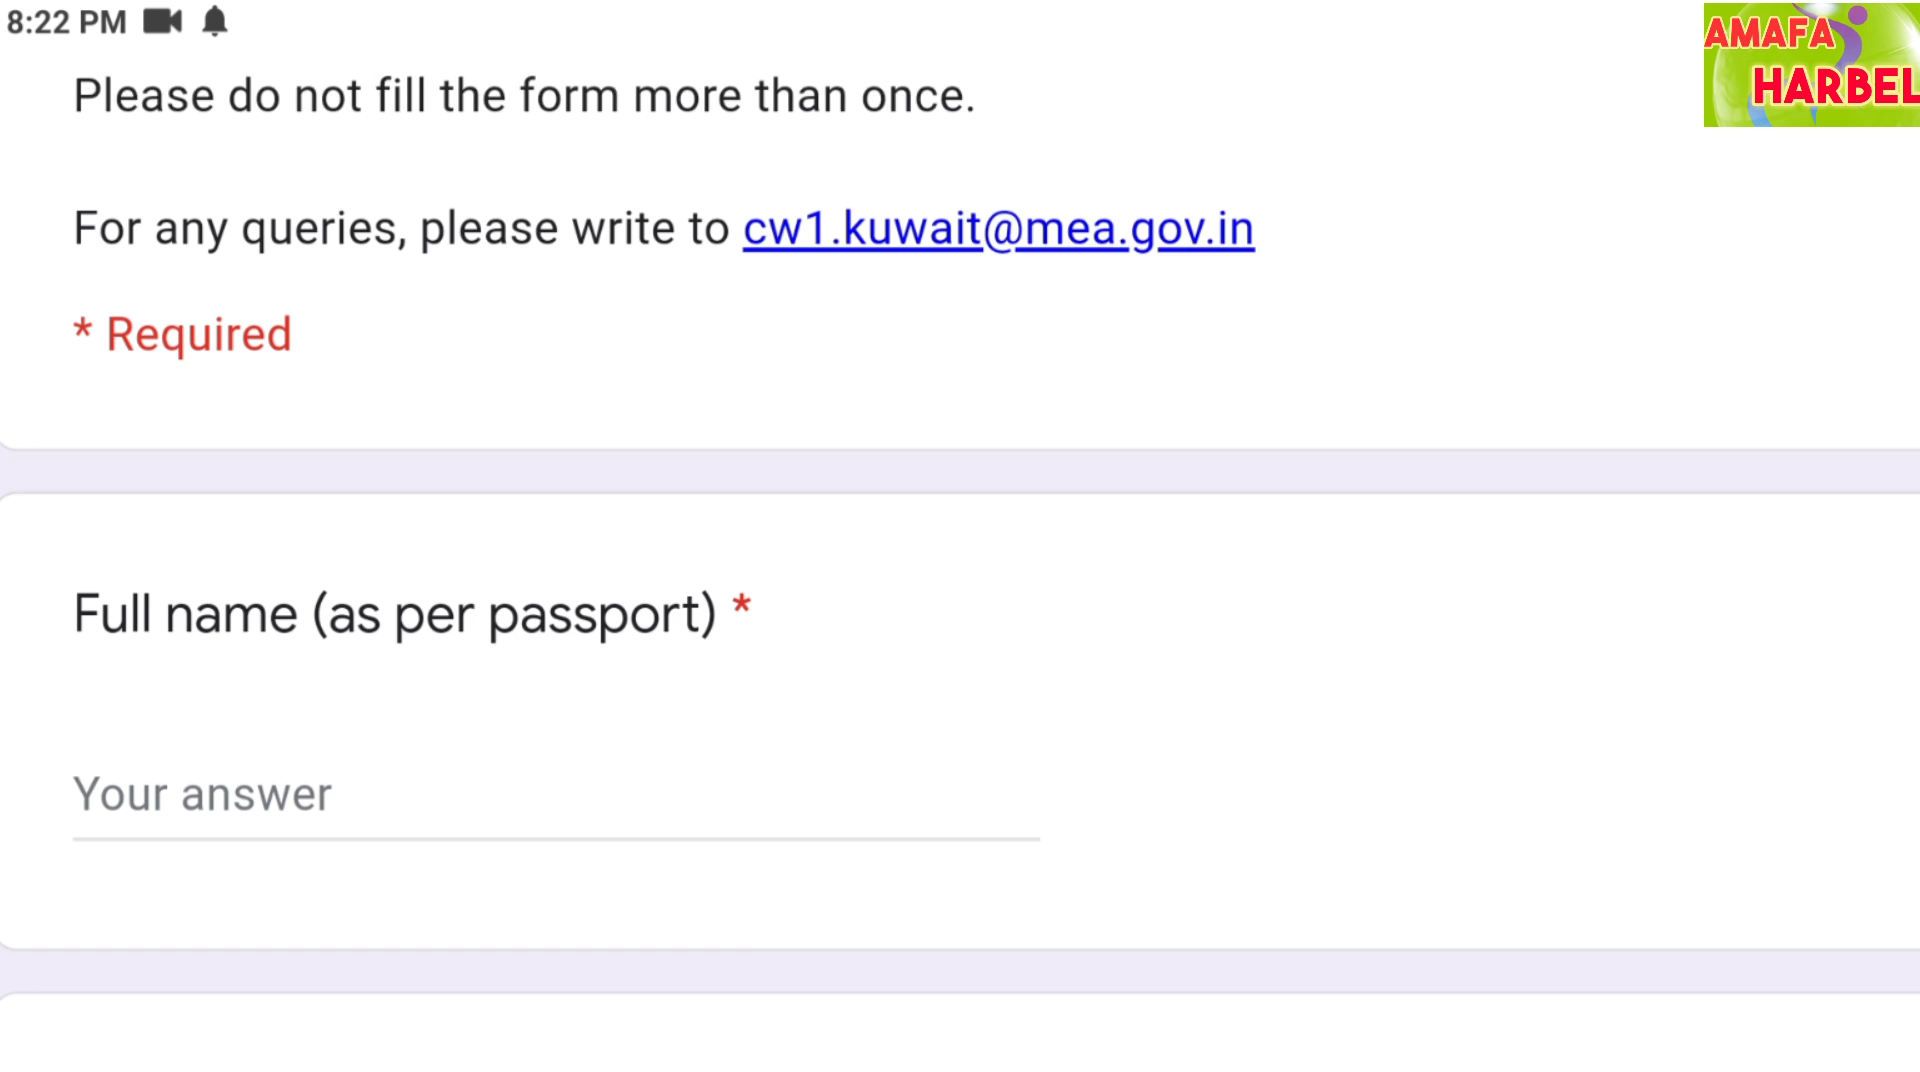 8:22 PM
AMAFA
HARBEL
Please do not fill the form more than once.
For any queries, please write to cw1.kuwait@mea.gov.in
* Required
Full name (as per passport) *
Your answer